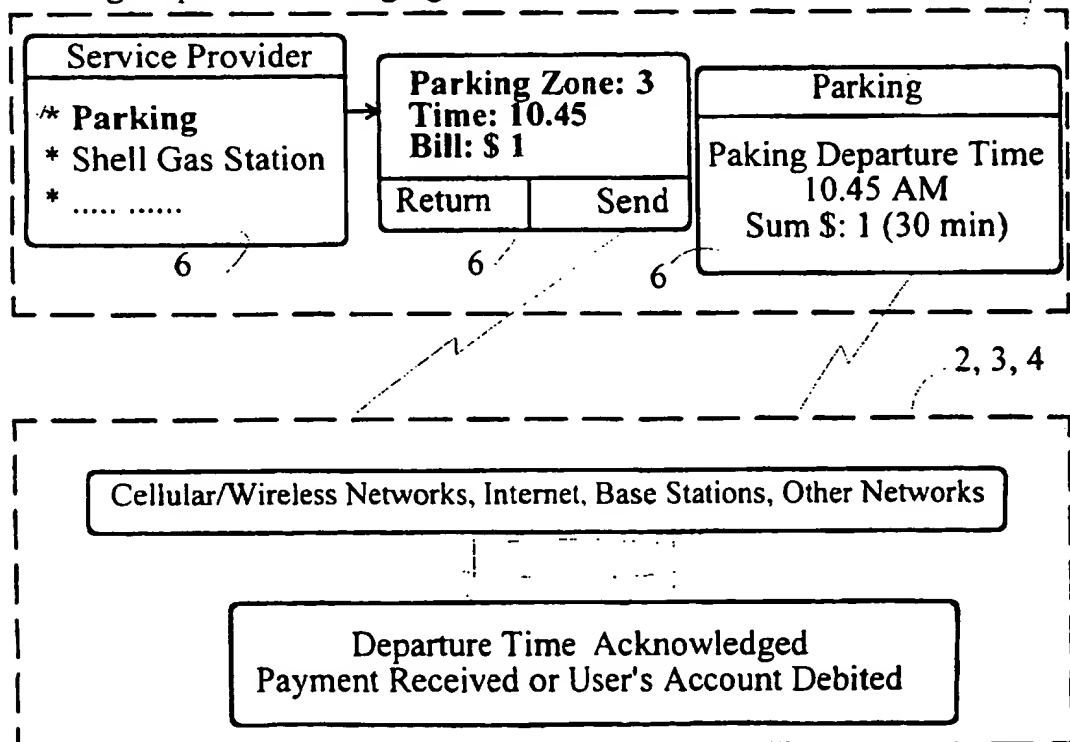 Service Provider
* Parking
* Shell Gas Station
* ..... ......
6
Parking Zone: 3
Time: 10.45
Bill: $ 1
Return Send
6
Parking
Paking Departure Time
10.45 AM
Sum $: 1 (30 min)
6
2, 3, 4
Cellular/Wireless Networks, Internet, Base Stations, Other Networks
Departure Time Acknowledged
Payment Received or User's Account Debited